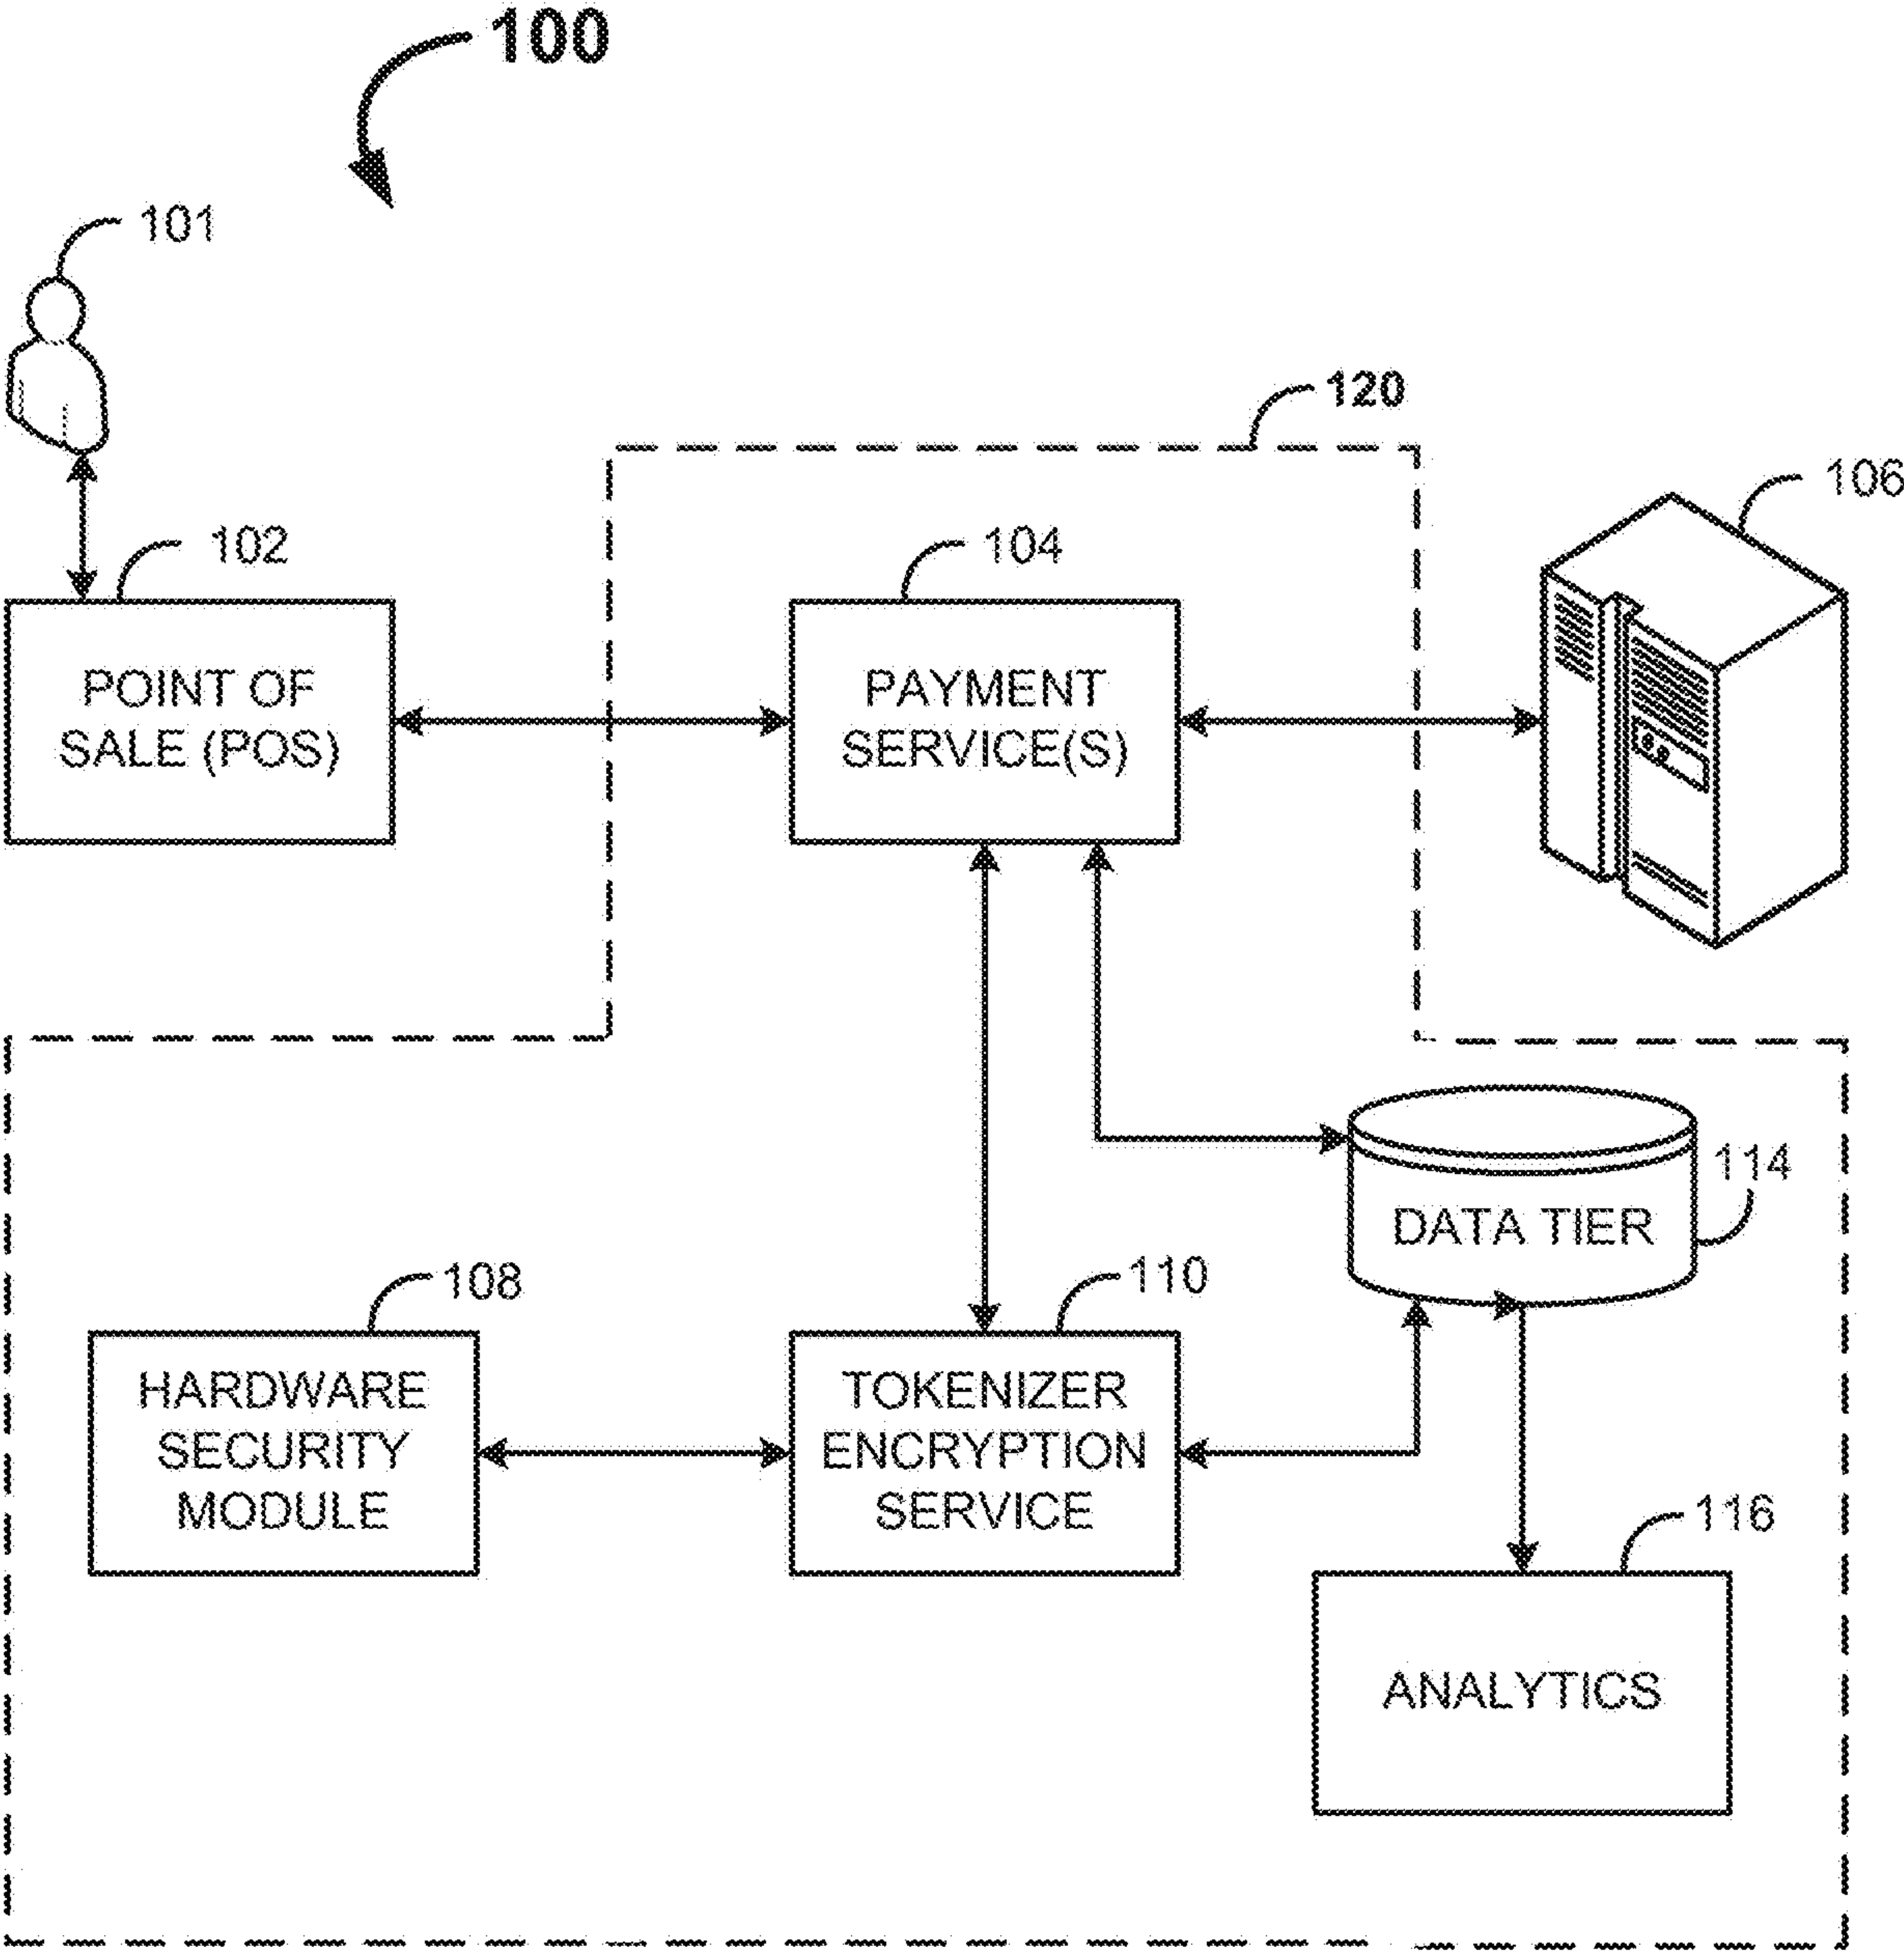 100
101
120
106
102
104
POINT OF
SALE (POS)
PAYMENT
SERVICE(S)
114
DATA TIER
108
110
HARDWARE
SECURITY
MODULE
TOKENIZER
ENCRYPTION
SERVICE
116
ANALYTICS